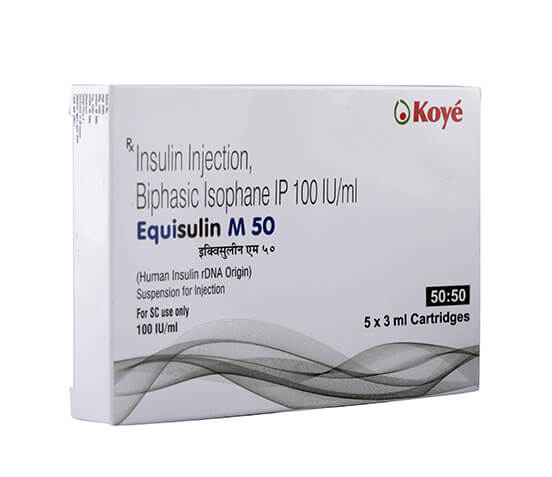 Koyé
Rx Insulin Injection,
Biphasic Isophane IP 100 IU/ml
Equisulin M 50
इक्विसुलीन एम ५०
(Human Insulin rDNA Origin)
Suspension for Injection
For SC use only
100 IU/ml
50:50
5 x 3 ml Cartridges